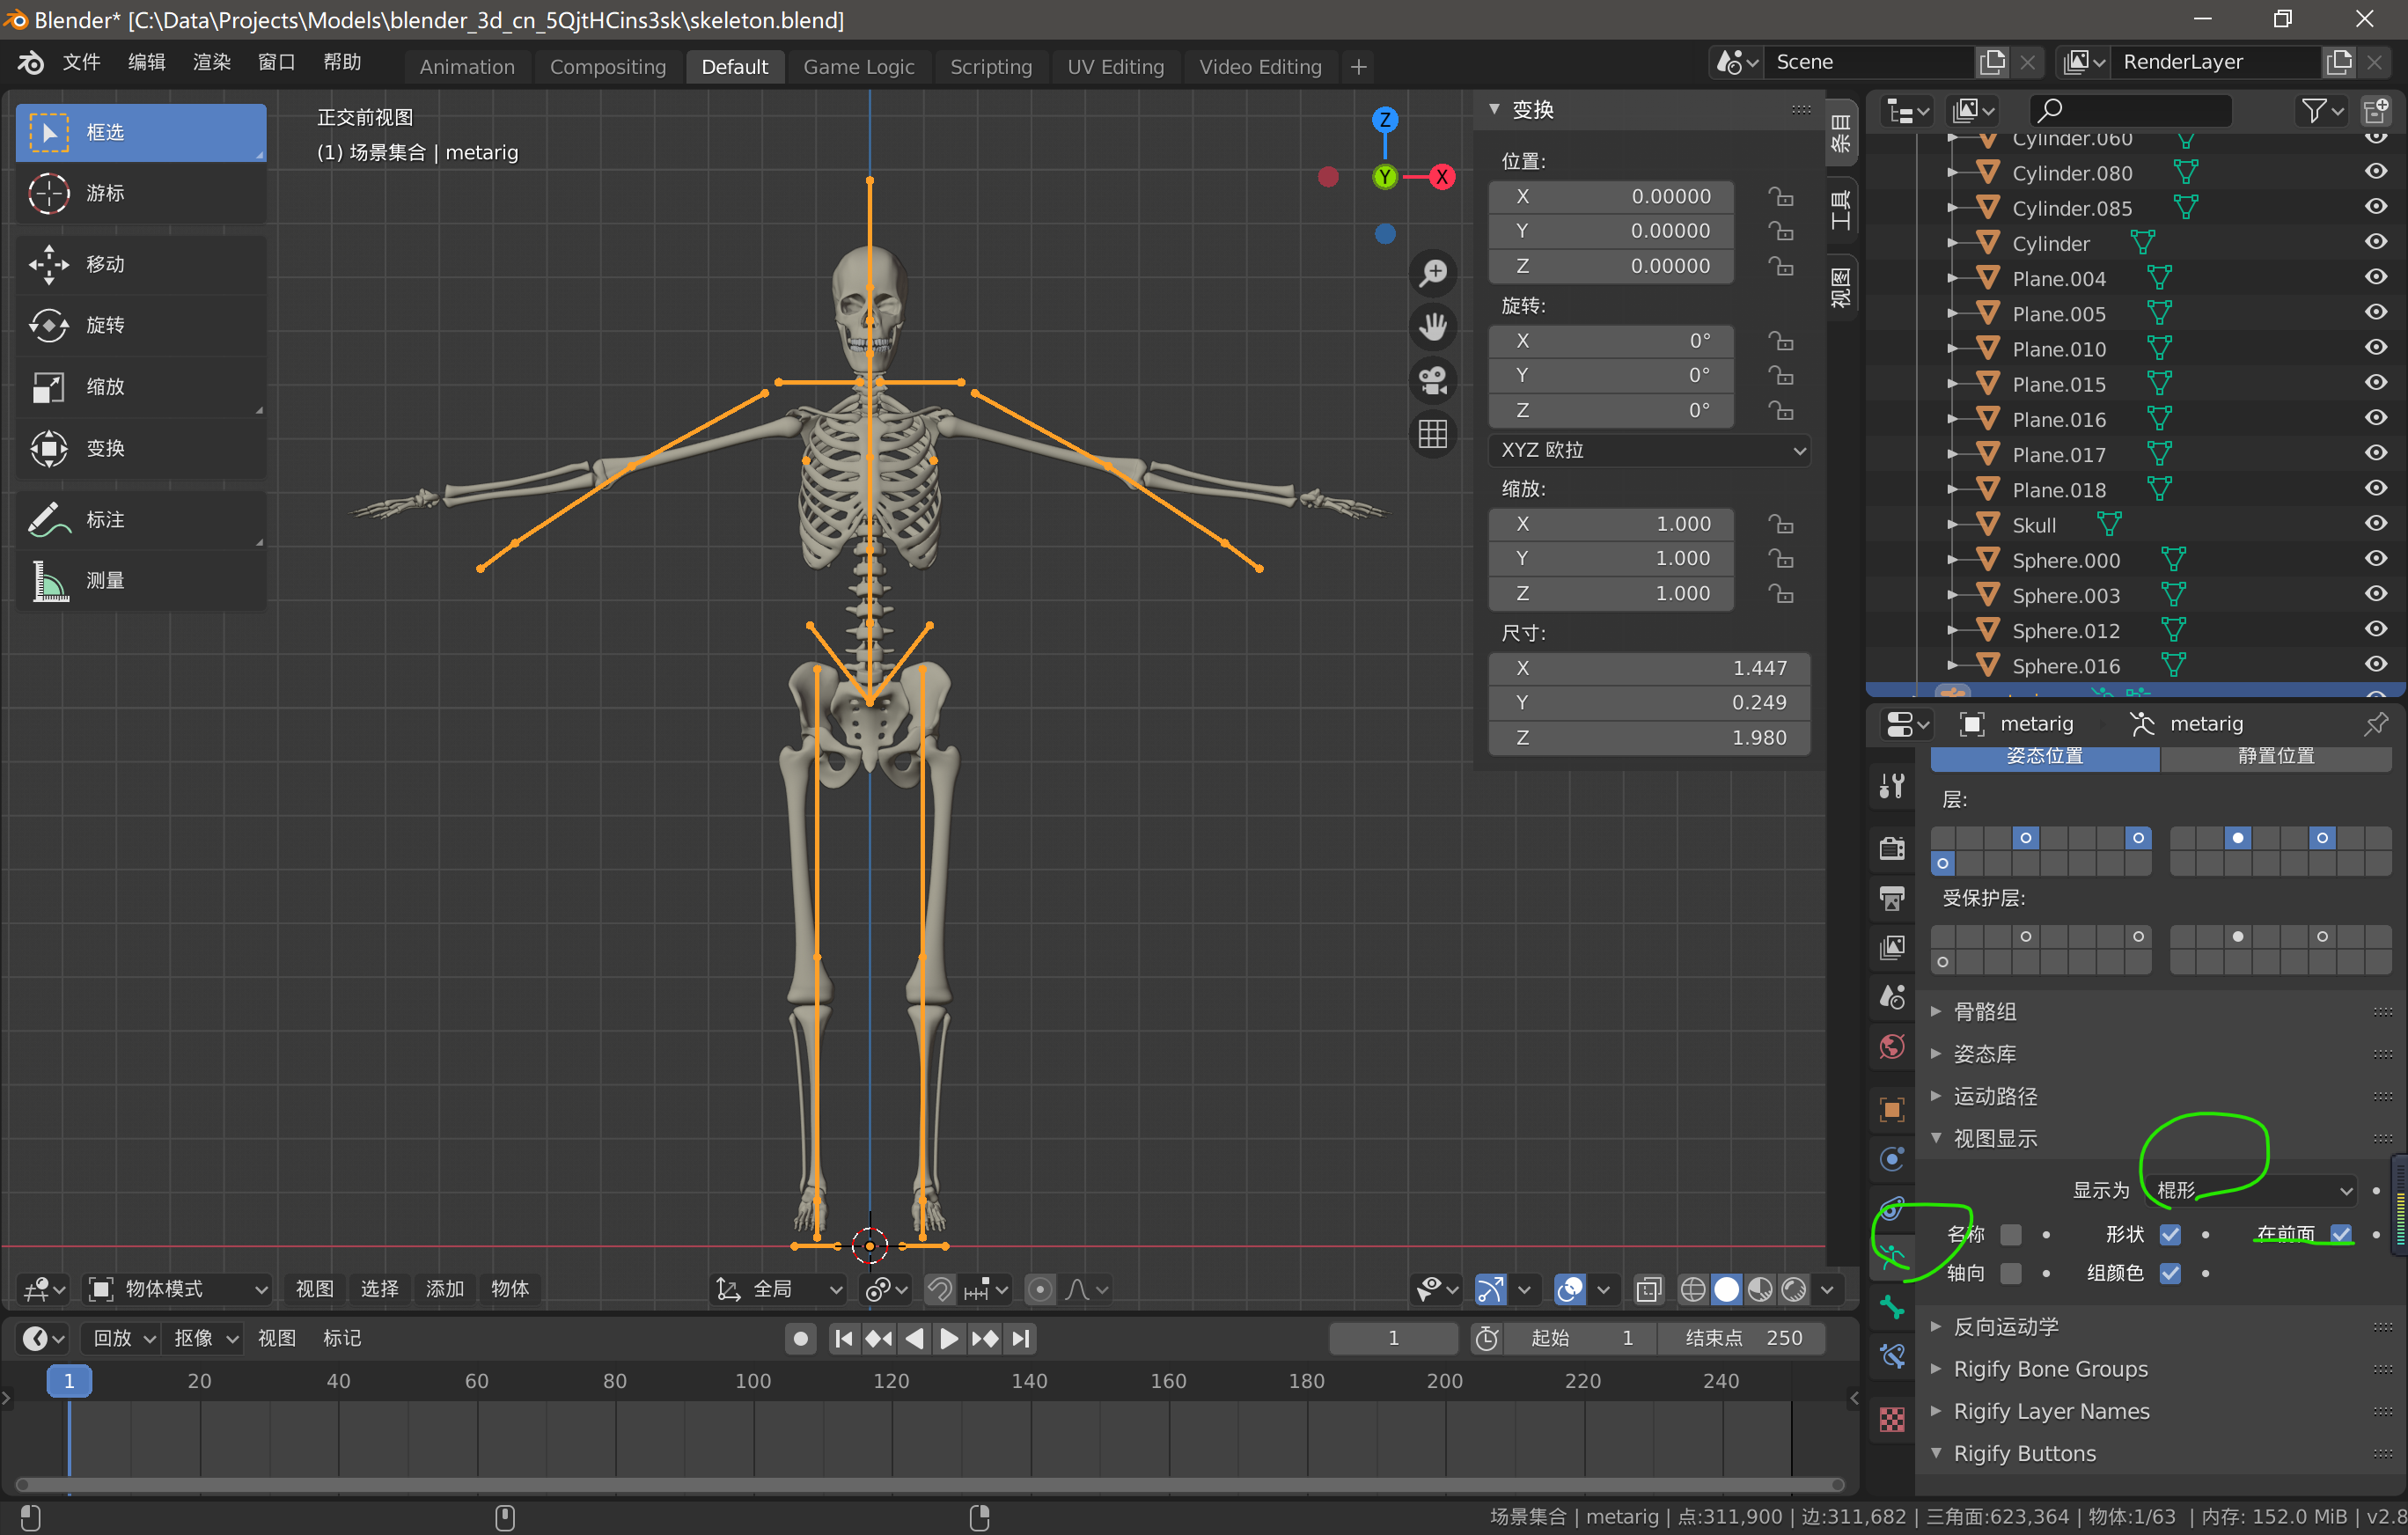 Blender* [C:\Data\Projects\Models\blender_3d_cn_5QjtHCins3sk\skeleton.blend]
文件 编辑 渲染 窗口 帮助 Animation Compositing Default Game Logic Scripting UV Editing Video Editing + Scene RenderLayer
框选
游标
移动
旋转
缩放
变换
标注
测量
正交前视图
(1) 场景集合 | metarig
Z
Y
X
变换
位置:
X 0.00000
Y 0.00000
Z 0.00000
旋转:
X 0°
Y 0°
Z 0°
XYZ 欧拉
缩放:
X 1.000
Y 1.000
Z 1.000
尺寸:
X 1.447
Y 0.249
Z 1.980
条目
工具
视图
Cylinder.060
Cylinder.080
Cylinder.085
Cylinder
Plane.004
Plane.005
Plane.010
Plane.015
Plane.016
Plane.017
Plane.018
Skull
Sphere.000
Sphere.003
Sphere.012
Sphere.016
metarig metarig
姿态位置 静置位置
层:
受保护层:
骨骼组
姿态库
运动路径
视图显示
显示为 棍形
名称 形状 在前面
轴向 组颜色
反向运动学
Rigify Bone Groups
Rigify Layer Names
Rigify Buttons
物体模式 视图 选择 添加 物体 全局
回放 抠像 视图 标记 1 起始 1 结束点 250
1 20 40 60 80 100 120 140 160 180 200 220 240
场景集合 | metarig | 点:311,900 | 边:311,682 | 三角面:623,364 | 物体:1/63 | 内存: 152.0 MiB | v2.8